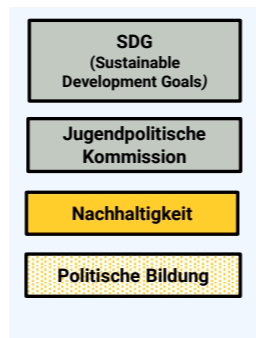 SDG
(Sustainable
Development Goals)
Jugendpolitische
Kommission
Nachhaltigkeit
Politische Bildung